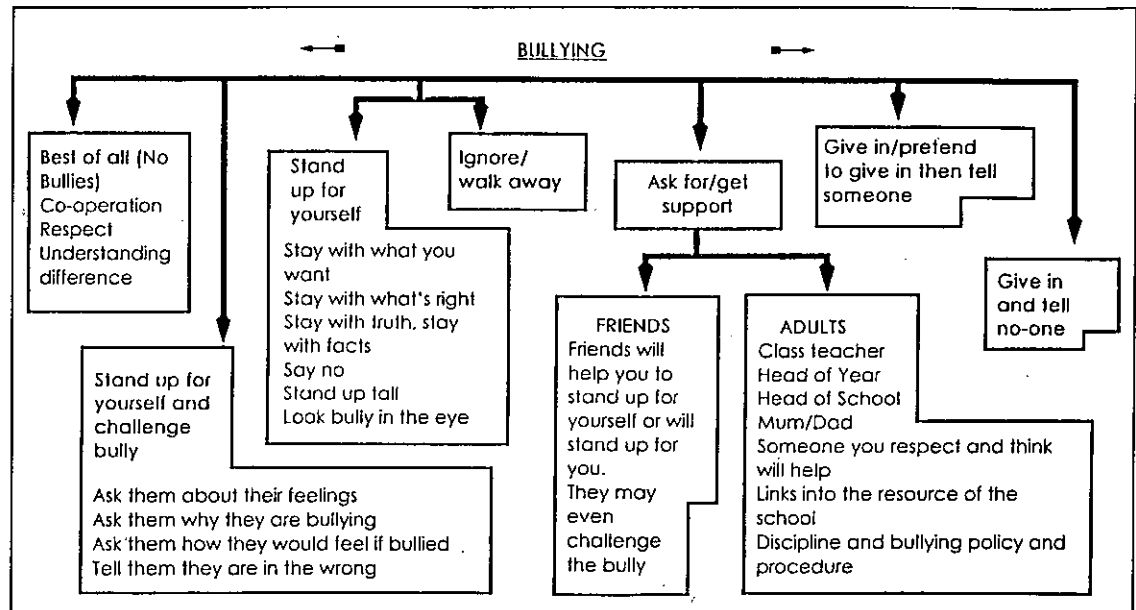 BULLYING
Best of all (No
Bullies)
Co-operation
Respect
Understanding
difference
Stand up for
yourself and
challenge
bully
Ask them about their feelings
Ask them why they are bullying
Ask them how they would feel if bullied
Tell them they are in the wrong
Stand
up for
yourself
Stay with what you
want
Stay with what's right
Stay with truth, stay
with facts
Say no
Stand up tall
Look bully in the eye
Ignore/
walk away
Ask for/get
support
FRIENDS
Friends will
help you to
stand up for
yourself or will
stand up for
you.
They may
even
challenge
the bully
ADULTS
Class teacher
Head of Year
Head of School
Mum/Dad
Someone you respect and think
will help
Links into the resource of the
school
Discipline and bullying policy and
procedure
Give in/pretend
to give in then tell
someone
Give in
and tell
no-one